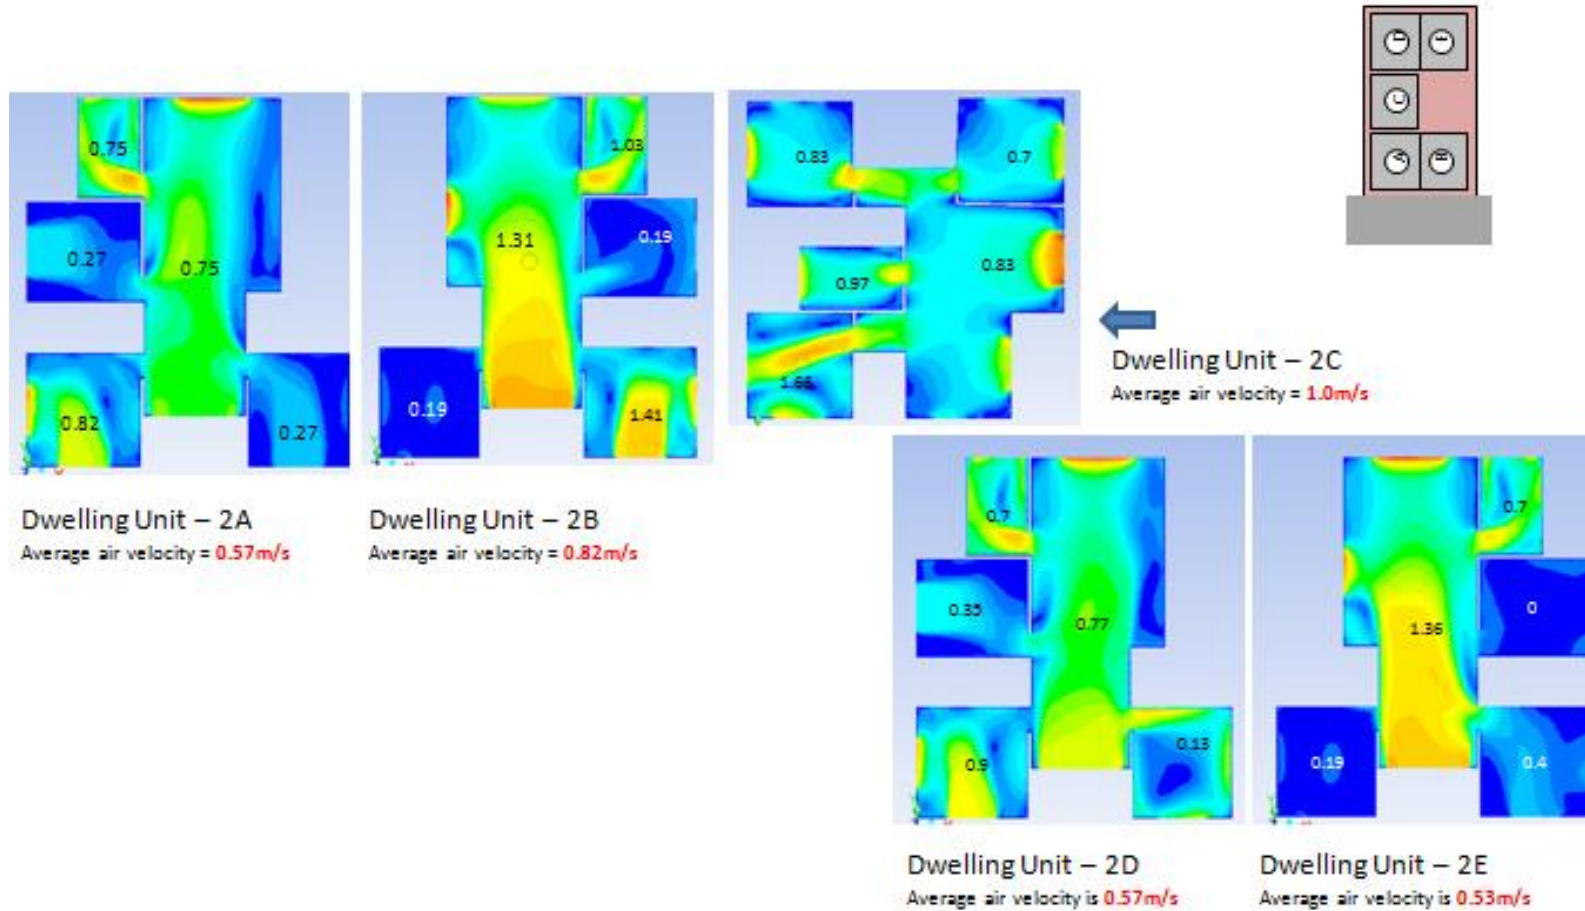 0.75
0.27
0.75
0.82
0.27
Dwelling Unit – 2A
Average air velocity = 0.57m/s
1.03
1.31
0.19
0.19
1.41
Dwelling Unit – 2B
Average air velocity = 0.82m/s
0.83
0.7
0.97
0.83
1.66
Dwelling Unit – 2C
Average air velocity = 1.0m/s
0.7
0.35
0.77
0.9
0.13
Dwelling Unit – 2D
Average air velocity is 0.57m/s
0.7
0
1.36
0.19
0.4
Dwelling Unit – 2E
Average air velocity is 0.53m/s